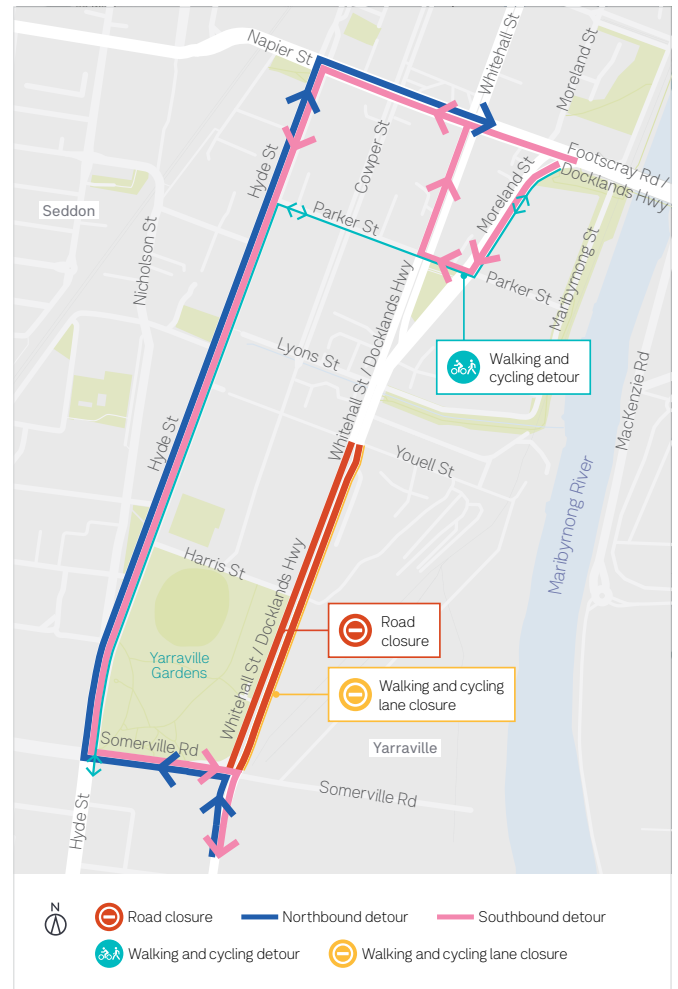 Napier St
Whitehall St
Moreland St
Footscray Rd /
Docklands Hwy
Hyde St
Cowper St
Moreland St
Seddon
Parker St
Parker St
Maribyrnong St
Nicholson St
Whitehall St / Docklands Hwy
Lyons St
Walking and
cycling detour
MacKenzie Rd
Hyde St
Youell St
Maribyrnong River
Harris St
Whitehall St / Docklands Hwy
Road
closure
Yarraville
Gardens
Walking and cycling
lane closure
Somerville Rd
Yarraville
Somerville Rd
Hyde St
N
Road closure
Northbound detour
Southbound detour
Walking and cycling detour
Walking and cycling lane closure